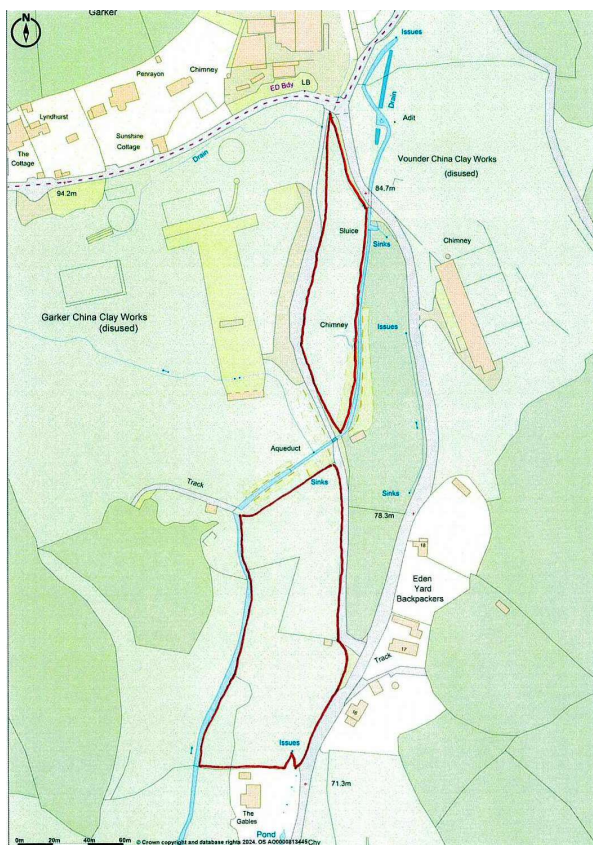 N
Garker
Issues
Penrayon
Chimney
ED Bdy
LB
Drain
Lyndhurst
Adit
Sunshire
Cottage
The
Cottage
Drain
Vounder China Clay Works
(disused)
94.2m
84.7m
Sluice
Sinks
Chimney
Garker China Clay Works
(disused)
Chimney
Issues
Aqueduct
Track
Sinks
Sinks
78.3m
18
Eden
Yard
Backpackers
17
Track
16
Issues
71.3m
The
Gables
Pond
0m 20m 40m 60m
© Crown copyright and database rights 2024. OS AC0000813445
Chy